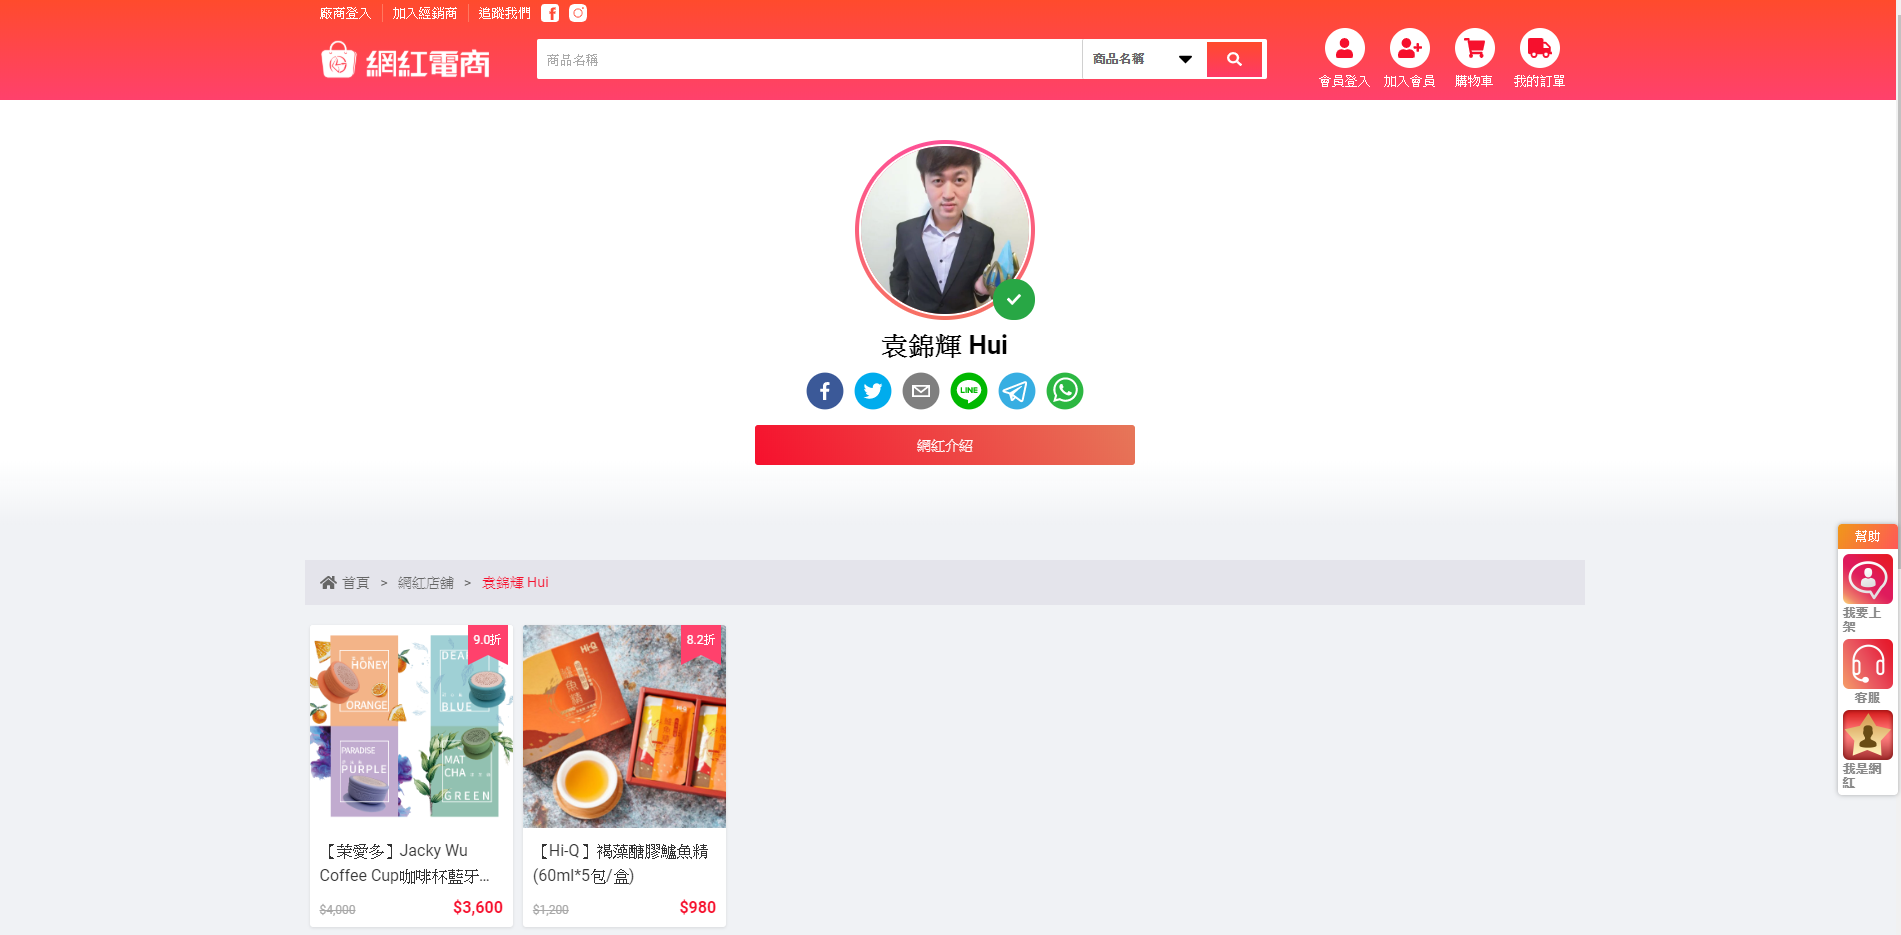 廠商登入
加入經銷商
追蹤我們
網紅電商
商品名稱
商品名稱
會員登入
加入會員
購物車
我的訂單
袁錦輝 Hui
LINE
網紅介紹
幫助
我要上
架
客服
我是網
紅
首頁 > 網紅店舖 > 袁錦輝 Hui
9.0折
HONEY
ORANGE
BLUE
PARADISE
PURPLE
MAT
CHA
GREEN
【茉愛多】Jacky Wu
Coffee Cup咖啡杯藍牙...
$4,000
$3,600
8.2折
Hi-Q
魚精
【Hi-Q】褐藻醣膠鱸魚精
(60ml*5包/盒)
$1,200
$980